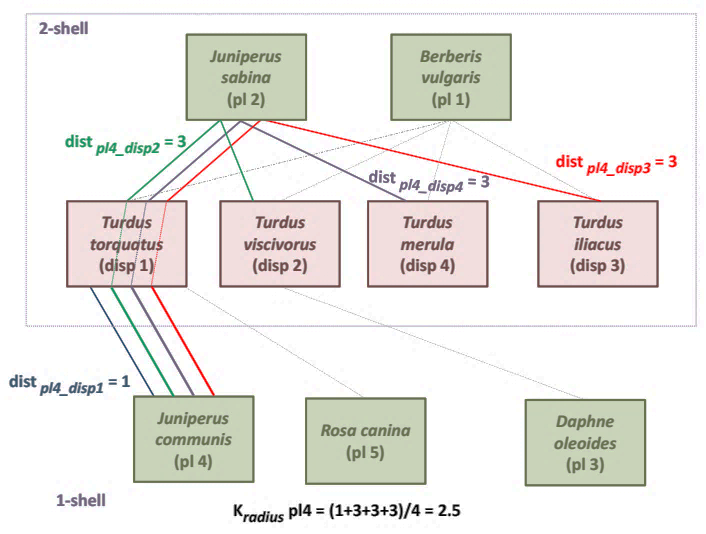 2-shell
Juniperus
sabina
(pl 2)
Berberis
vulgaris
(pl 1)
dist pl4_disp2 = 3
dist pl4_disp4 = 3
dist pl4_disp3 = 3
Turdus
torquatus
(disp 1)
Turdus
viscivorus
(disp 2)
Turdus
merula
(disp 4)
Turdus
iliacus
(disp 3)
dist pl4_disp1 = 1
Juniperus
communis
(pl 4)
Rosa canina
(pl 5)
Daphne
oleoides
(pl 3)
1-shell
Kradius pl4 = (1+3+3+3)/4 = 2.5